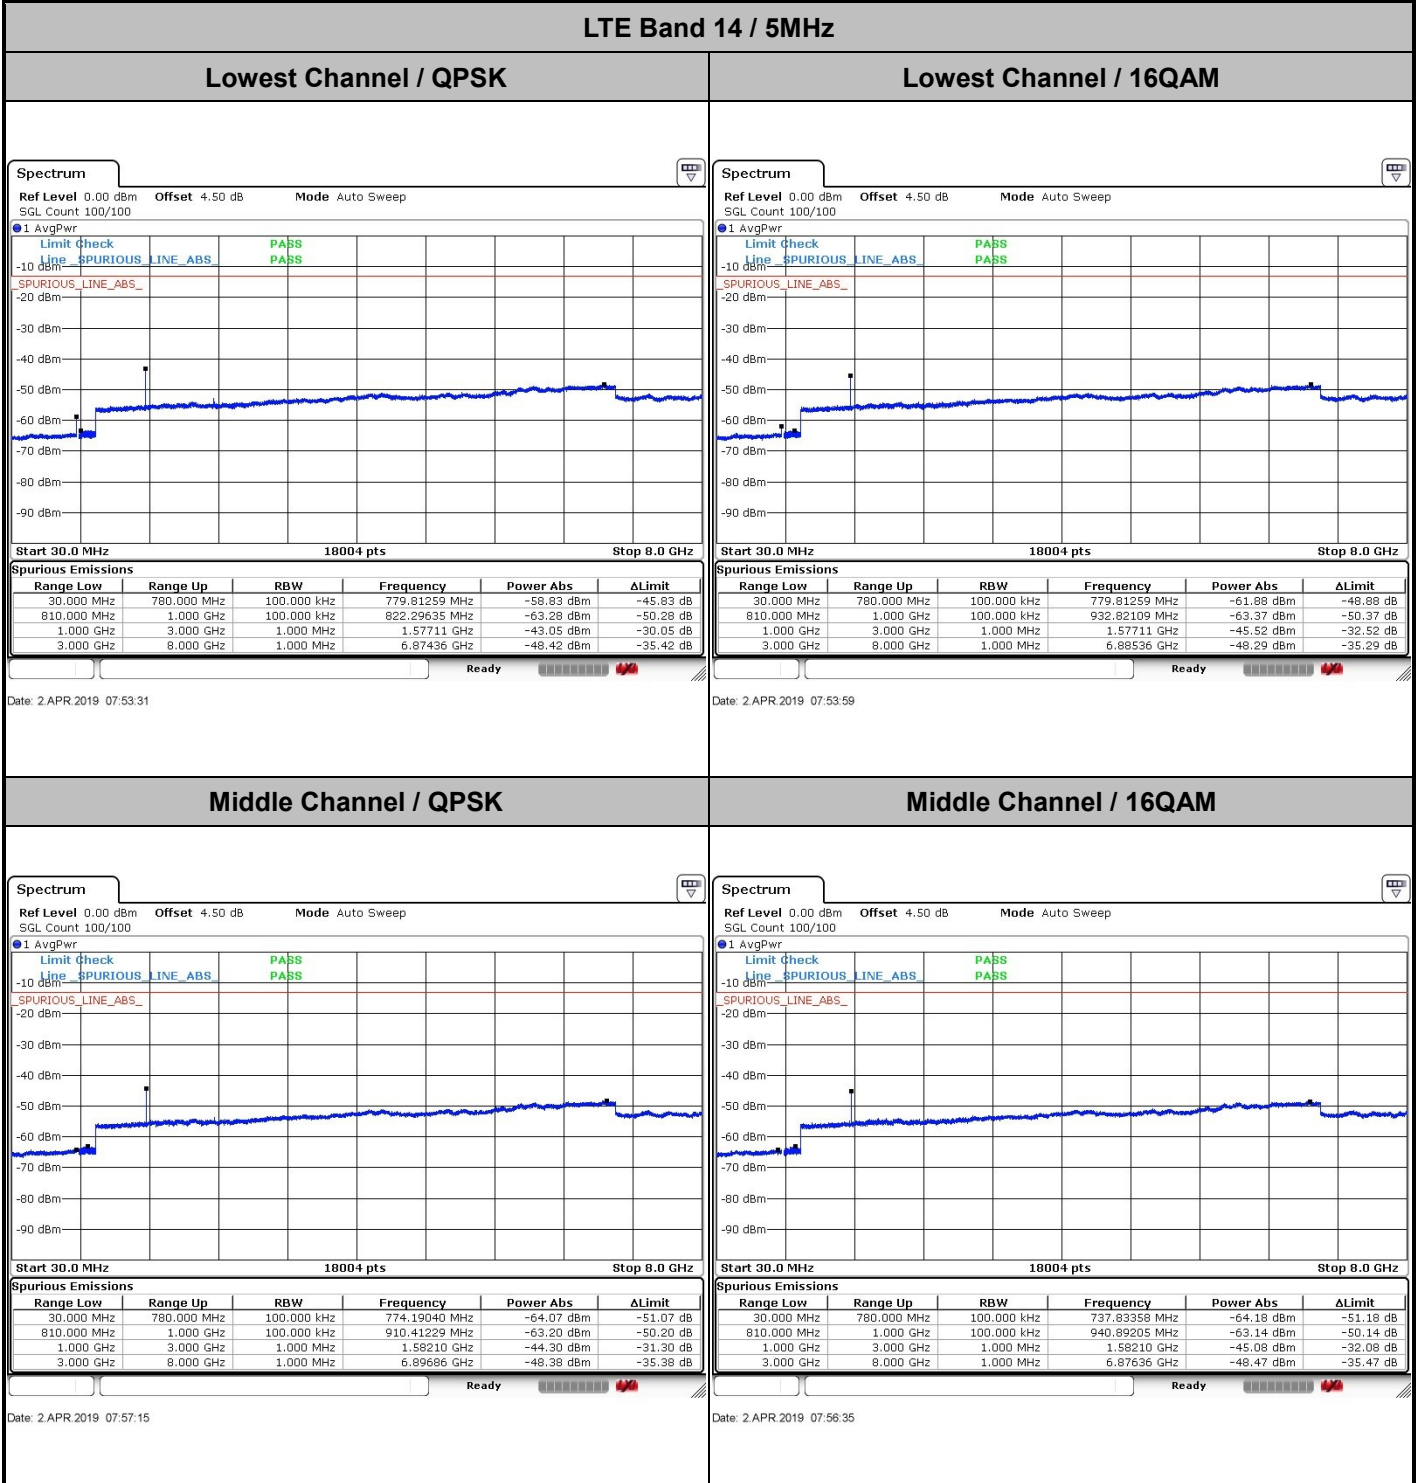 LTE Band 14 / 5MHz
Lowest Channel / QPSK
Lowest Channel / 16QAM
Spectrum
Ref Level 0.00 dBm Offset 4.50 dB Mode Auto Sweep
SGL Count 100/100
1 AvgPwr
Limit Check PASS
Line _SPURIOUS_LINE_ABS_ PASS
-10 dBm
_SPURIOUS_LINE_ABS_
-20 dBm
-30 dBm
-40 dBm
-50 dBm
-60 dBm
-70 dBm
-80 dBm
-90 dBm
Start 30.0 MHz 18004 pts Stop 8.0 GHz
Spurious Emissions
Range Low Range Up RBW Frequency Power Abs ΔLimit
30.000 MHz 780.000 MHz 100.000 kHz 779.81259 MHz -58.83 dBm -45.83 dB
810.000 MHz 1.000 GHz 100.000 kHz 822.29635 MHz -63.28 dBm -50.28 dB
1.000 GHz 3.000 GHz 1.000 MHz 1.57711 GHz -43.05 dBm -30.05 dB
3.000 GHz 8.000 GHz 1.000 MHz 6.87436 GHz -48.42 dBm -35.42 dB
Ready
Date: 2.APR.2019 07:53:31
Spectrum
Ref Level 0.00 dBm Offset 4.50 dB Mode Auto Sweep
SGL Count 100/100
1 AvgPwr
Limit Check PASS
Line _SPURIOUS_LINE_ABS_ PASS
-10 dBm
_SPURIOUS_LINE_ABS_
-20 dBm
-30 dBm
-40 dBm
-50 dBm
-60 dBm
-70 dBm
-80 dBm
-90 dBm
Start 30.0 MHz 18004 pts Stop 8.0 GHz
Spurious Emissions
Range Low Range Up RBW Frequency Power Abs ΔLimit
30.000 MHz 780.000 MHz 100.000 kHz 779.81259 MHz -61.88 dBm -48.88 dB
810.000 MHz 1.000 GHz 100.000 kHz 932.82109 MHz -63.37 dBm -50.37 dB
1.000 GHz 3.000 GHz 1.000 MHz 1.57711 GHz -45.52 dBm -32.52 dB
3.000 GHz 8.000 GHz 1.000 MHz 6.88536 GHz -48.29 dBm -35.29 dB
Ready
Date: 2.APR.2019 07:53:59
Middle Channel / QPSK
Middle Channel / 16QAM
Spectrum
Ref Level 0.00 dBm Offset 4.50 dB Mode Auto Sweep
SGL Count 100/100
1 AvgPwr
Limit Check PASS
Line _SPURIOUS_LINE_ABS_ PASS
-10 dBm
_SPURIOUS_LINE_ABS_
-20 dBm
-30 dBm
-40 dBm
-50 dBm
-60 dBm
-70 dBm
-80 dBm
-90 dBm
Start 30.0 MHz 18004 pts Stop 8.0 GHz
Spurious Emissions
Range Low Range Up RBW Frequency Power Abs ΔLimit
30.000 MHz 780.000 MHz 100.000 kHz 774.19040 MHz -64.07 dBm -51.07 dB
810.000 MHz 1.000 GHz 100.000 kHz 910.41229 MHz -63.20 dBm -50.20 dB
1.000 GHz 3.000 GHz 1.000 MHz 1.58210 GHz -44.30 dBm -31.30 dB
3.000 GHz 8.000 GHz 1.000 MHz 6.89686 GHz -48.38 dBm -35.38 dB
Ready
Date: 2.APR.2019 07:57:15
Spectrum
Ref Level 0.00 dBm Offset 4.50 dB Mode Auto Sweep
SGL Count 100/100
1 AvgPwr
Limit Check PASS
Line _SPURIOUS_LINE_ABS_ PASS
-10 dBm
_SPURIOUS_LINE_ABS_
-20 dBm
-30 dBm
-40 dBm
-50 dBm
-60 dBm
-70 dBm
-80 dBm
-90 dBm
Start 30.0 MHz 18004 pts Stop 8.0 GHz
Spurious Emissions
Range Low Range Up RBW Frequency Power Abs ΔLimit
30.000 MHz 780.000 MHz 100.000 kHz 737.83358 MHz -64.18 dBm -51.18 dB
810.000 MHz 1.000 GHz 100.000 kHz 940.89205 MHz -63.14 dBm -50.14 dB
1.000 GHz 3.000 GHz 1.000 MHz 1.58210 GHz -45.08 dBm -32.08 dB
3.000 GHz 8.000 GHz 1.000 MHz 6.87636 GHz -48.47 dBm -35.47 dB
Ready
Date: 2.APR.2019 07:56:35